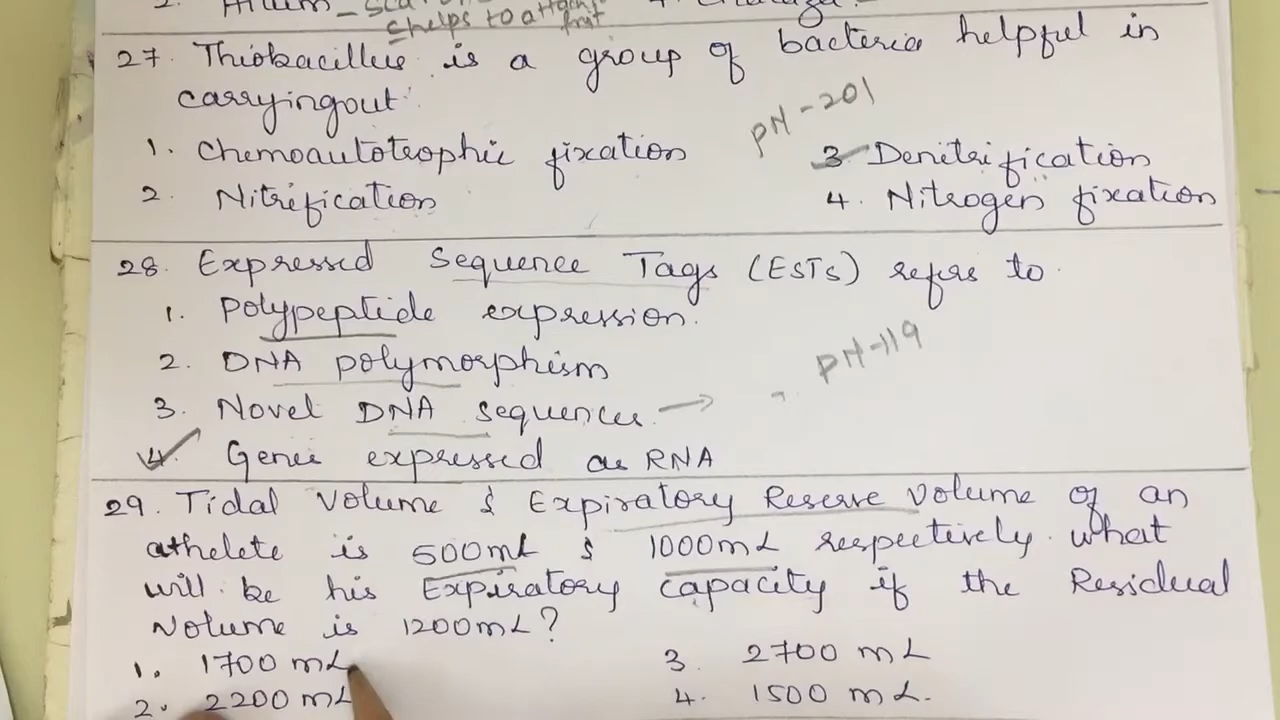 27. Thiobacillus is a group of bacteria helpful in
carryingout
PN-201
1. Chemoautotrophic fixation 3 Denitrification
2. Nitrification 4. Nitrogen fixation
28. Expressed Sequence Tags (ESTs) refers to
1. Polypeptide expression.
2. DNA polymorphism
PN-119
3. Novel DNA sequences →
4. Genes expressed as RNA
29. Tidal Volume & Expiratory Reserve Volume of an
athelete is 500mL & 1000mL respectively. what
will be his Expiratory capacity if the Residual
Volume is 1200mL?
1. 1700 mL 3. 2700 mL
2. 2200 mL 4. 1500 mL.